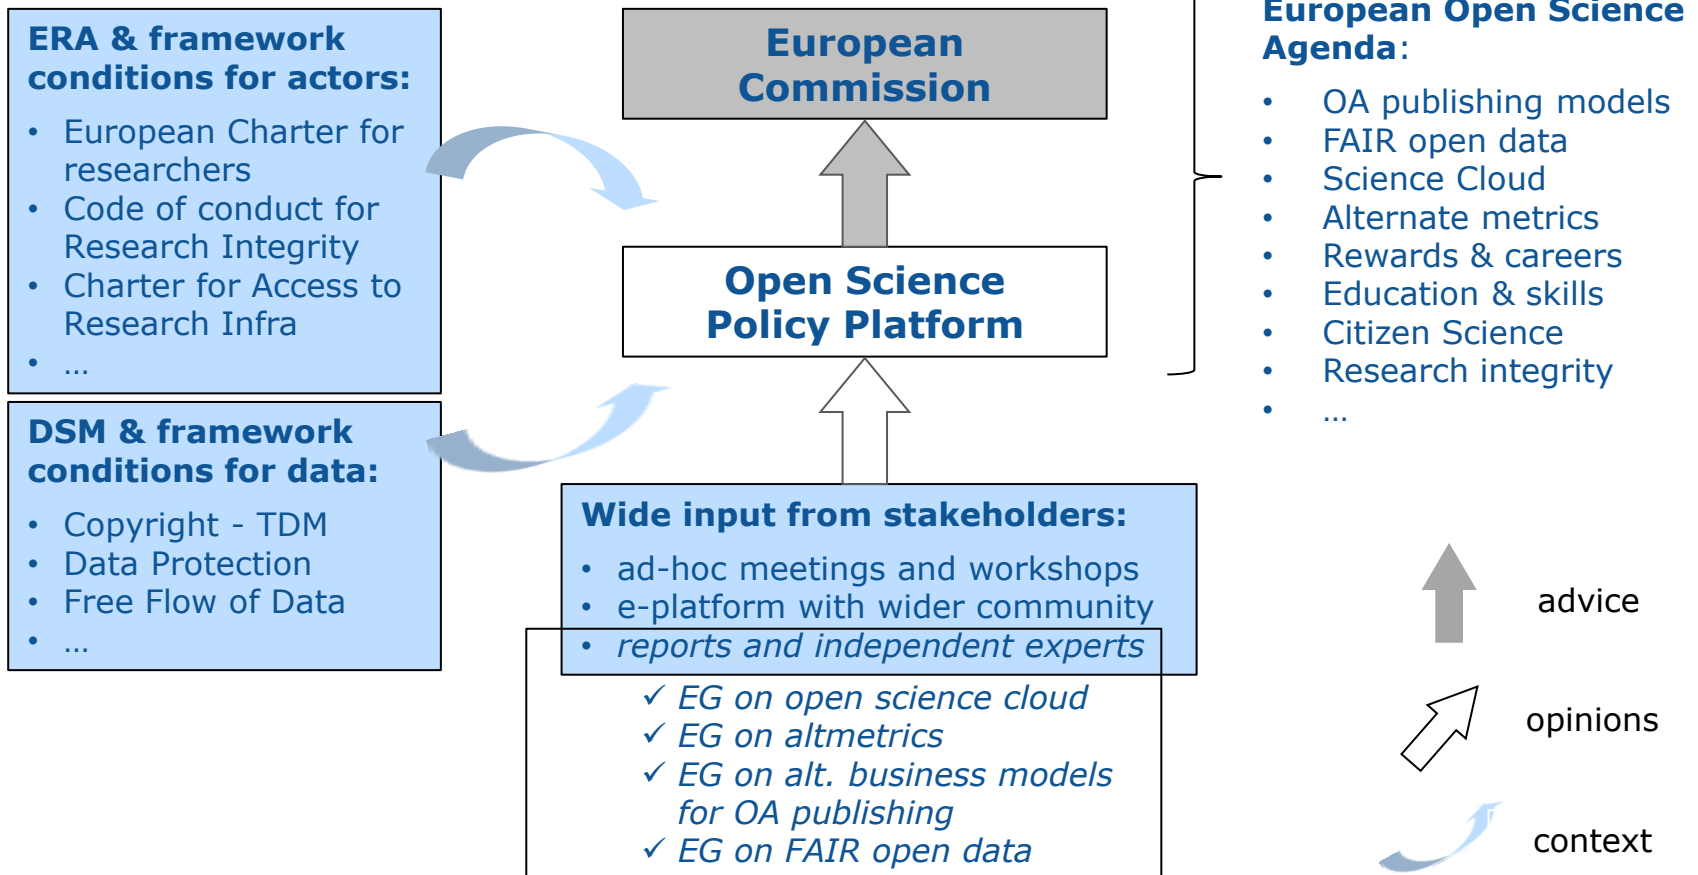 ERA & framework
conditions for actors:
• European Charter for
researchers
• Code of conduct for
Research Integrity
• Charter for Access to
Research Infra
• …
DSM & framework
conditions for data:
• Copyright - TDM
• Data Protection
• Free Flow of Data
• …
European
Commission
Open Science
Policy Platform
Wide input from stakeholders:
• ad-hoc meetings and workshops
• e-platform with wider community
• reports and independent experts
✓ EG on open science cloud
✓ EG on altmetrics
✓ EG on alt. business models
for OA publishing
✓ EG on FAIR open data
European Open Science
Agenda:
• OA publishing models
• FAIR open data
• Science Cloud
• Alternate metrics
• Rewards & careers
• Education & skills
• Citizen Science
• Research integrity
• …
advice
opinions
context